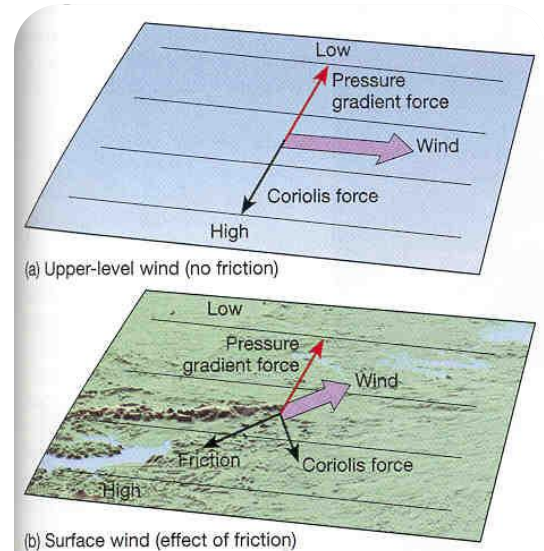 Low
Pressure
gradient force
Wind
Coriolis force
High
(a) Upper-level wind (no friction)
Low
Pressure
gradient force
Wind
Friction
Coriolis force
High
(b) Surface wind (effect of friction)